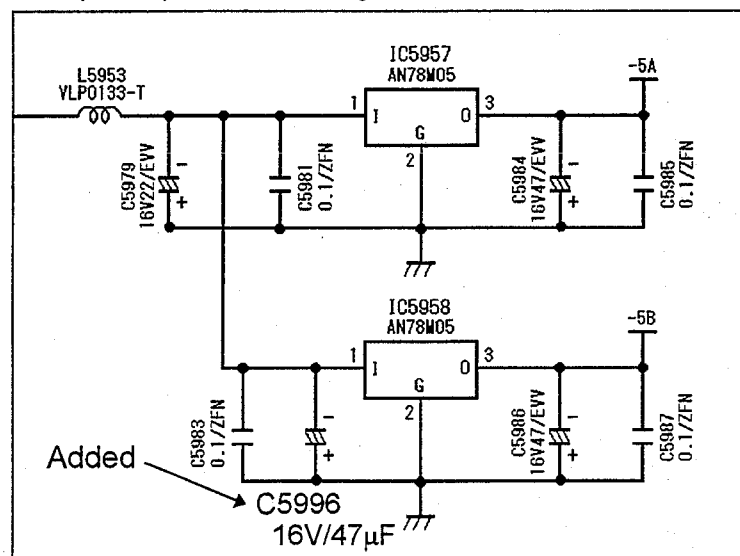 IC5957
AN78M05
-5A
L5953
VLP0133-T
1
I
O
3
G
2
-
+
C5979
16V22/EVV
C5981
0.1/ZFN
-
+
C5984
16V47/EVV
C5985
0.1/ZFN
IC5958
AN78M05
-5B
1
I
O
3
G
2
C5983
0.1/ZFN
-
+
-
+
C5986
16V47/EVV
C5987
0.1/ZFN
Added
C5996
16V/47µF